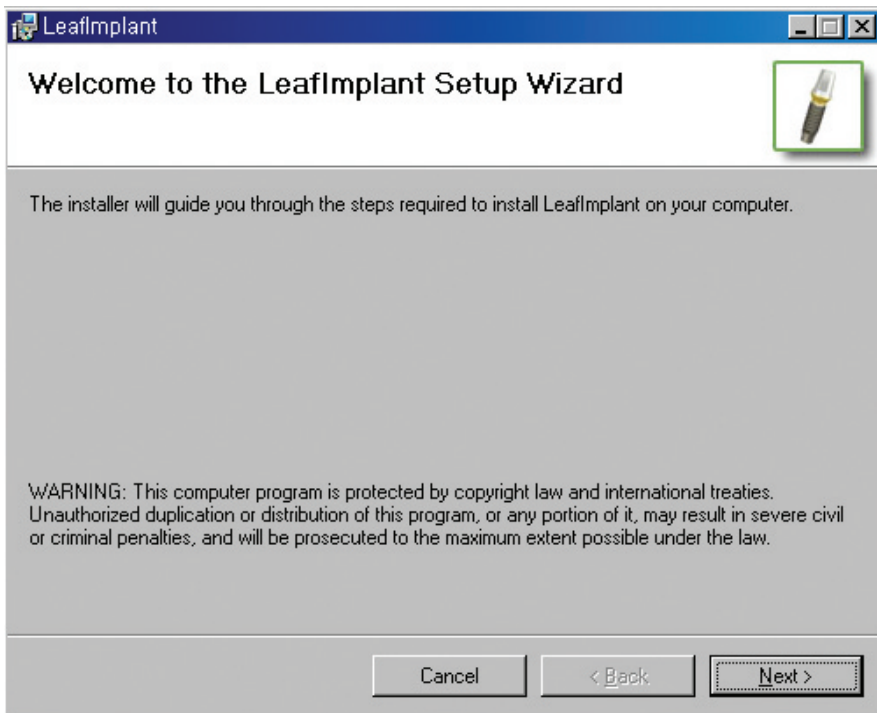 LeafImplant
Welcome to the LeafImplant Setup Wizard
The installer will guide you through the steps required to install LeafImplant on your computer.
WARNING: This computer program is protected by copyright law and international treaties.
Unauthorized duplication or distribution of this program, or any portion of it, may result in severe civil
or criminal penalties, and will be prosecuted to the maximum extent possible under the law.
Cancel
< Back
Next >